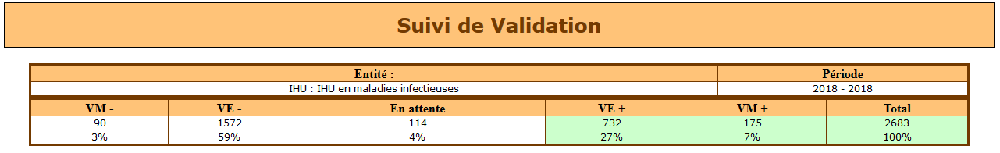 Suivi de Validation
Entité : Période
IHU : IHU en maladies infectieuses 2018 - 2018
VM - VE - En attente VE + VM + Total
90 1572 114 732 175 2683
3% 59% 4% 27% 7% 100%